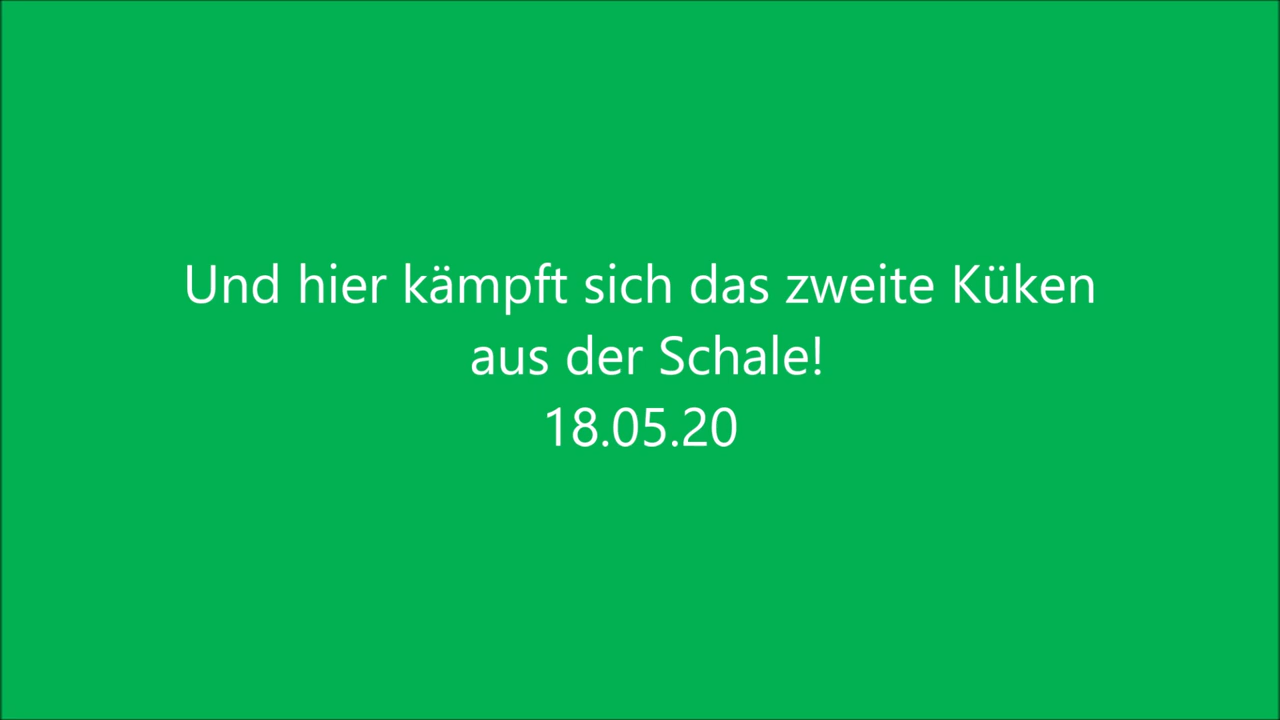 Und hier kämpft sich das zweite Küken
aus der Schale!
18.05.20